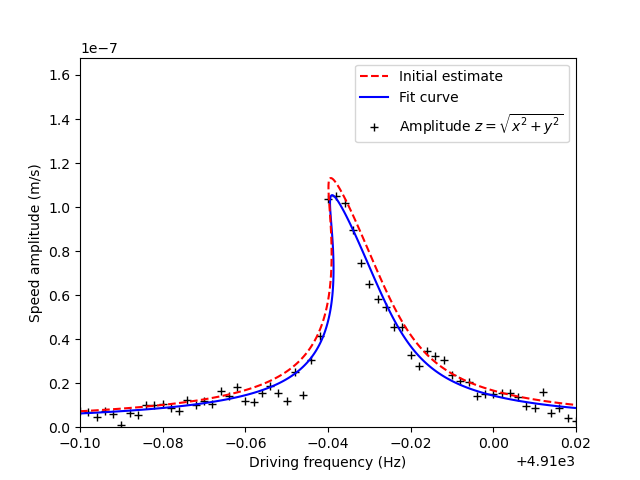 1e−7
1.6
1.4
1.2
1.0
0.8
0.6
0.4
0.2
0.0
Speed amplitude (m/s)
Initial estimate
Fit curve
Amplitude z = √x² + y²
−0.10 −0.08 −0.06 −0.04 −0.02 0.00 0.02
Driving frequency (Hz)
+4.91e3